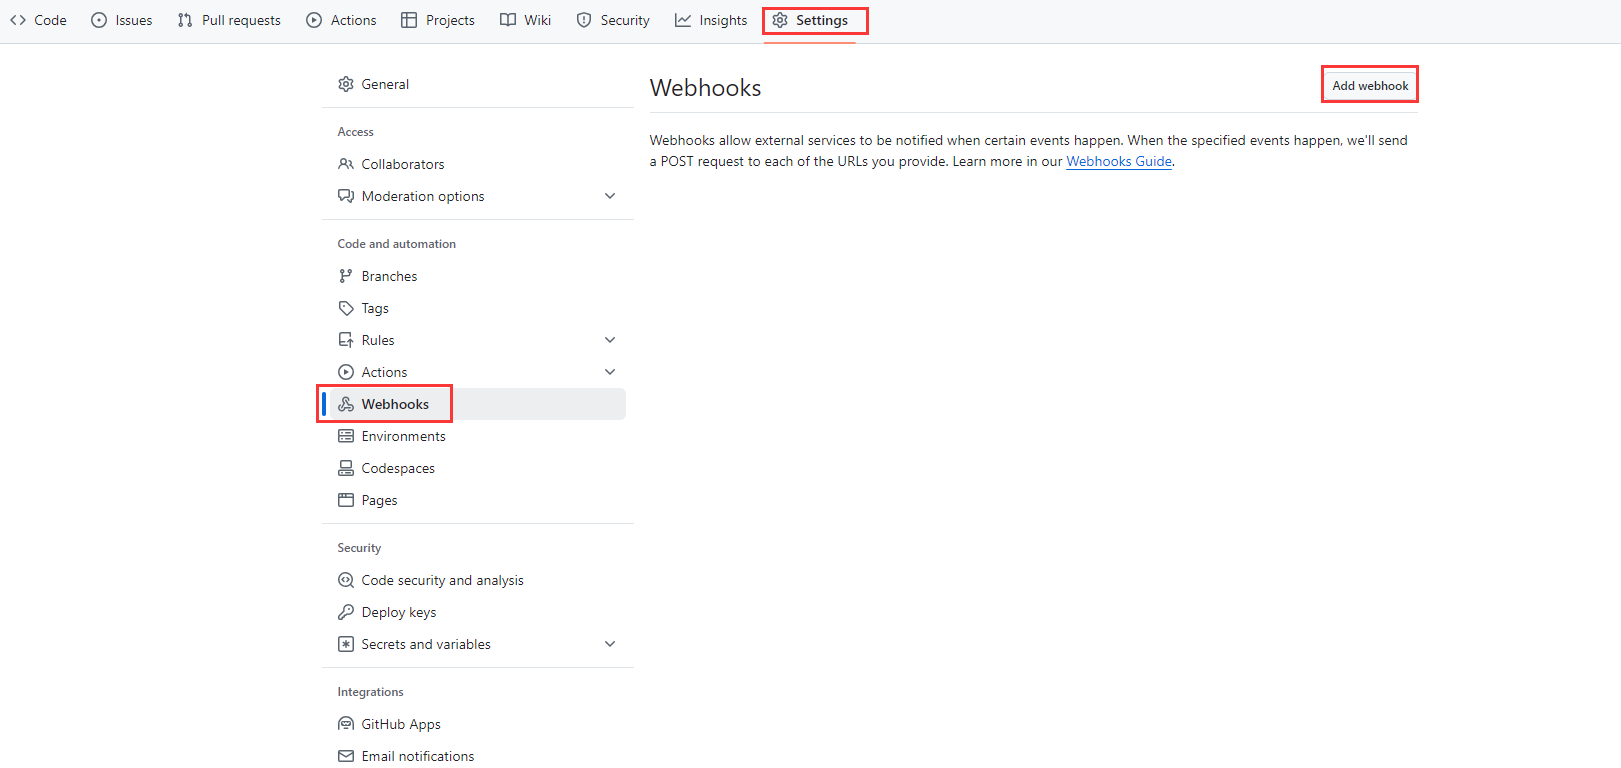 Code Issues Pull requests Actions Projects Wiki Security Insights Settings
General
Access
Collaborators
Moderation options
Code and automation
Branches
Tags
Rules
Actions
Webhooks
Environments
Codespaces
Pages
Security
Code security and analysis
Deploy keys
Secrets and variables
Integrations
GitHub Apps
Email notifications
Webhooks
Add webhook
Webhooks allow external services to be notified when certain events happen. When the specified events happen, we'll send
a POST request to each of the URLs you provide. Learn more in our Webhooks Guide.